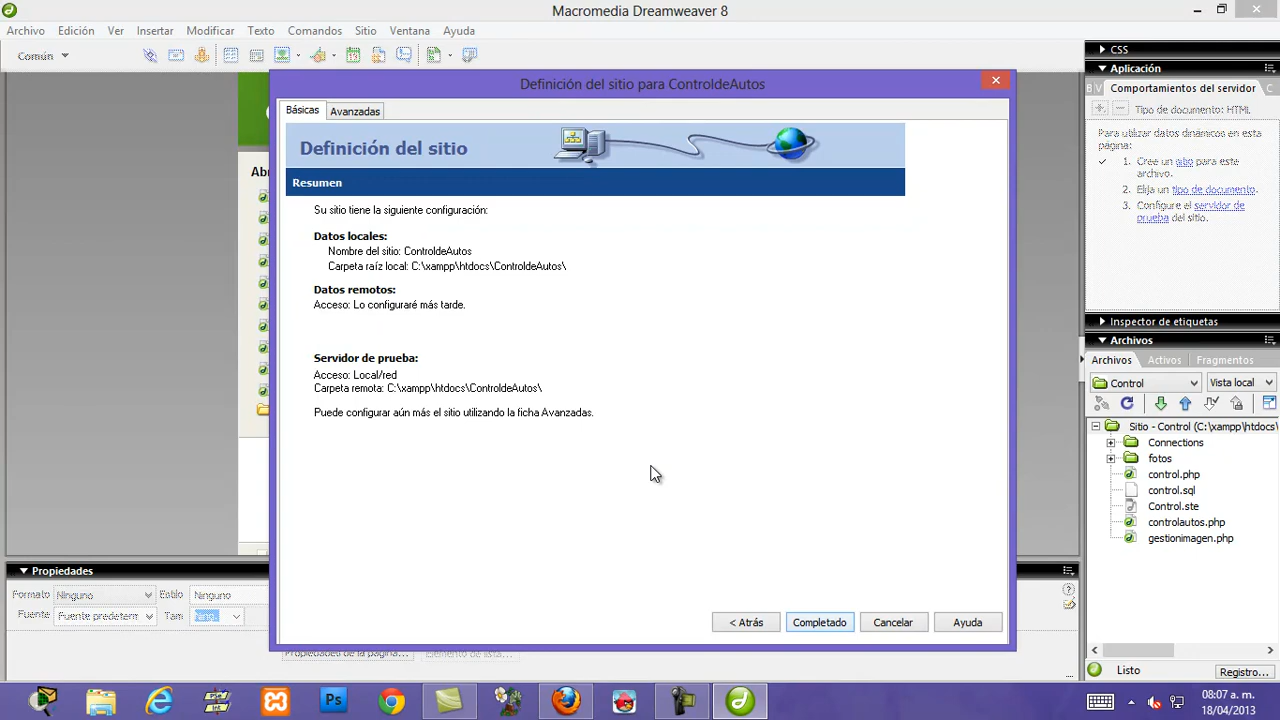 Macromedia Dreamweaver 8
Archivo Edición Ver Insertar Modificar Texto Comandos Sitio Ventana Ayuda
Común
CSS
Aplicación
B V Comportamientos del servidor C
Tipo de documento: HTML
Para utilizar datos dinámicos en esta
página:
1. Cree un sitio para este
archivo.
2. Elija un tipo de documento.
3. Configure el servidor de
prueba del sitio.
Definición del sitio para ControldeAutos
Básicas Avanzadas
Definición del sitio
Resumen
Su sitio tiene la siguiente configuración:
Datos locales:
Nombre del sitio: ControldeAutos
Carpeta raíz local: C:\xampp\htdocs\ControldeAutos\
Datos remotos:
Acceso: Lo configuraré más tarde.
Servidor de prueba:
Acceso: Local/red
Carpeta remota: C:\xampp\htdocs\ControldeAutos\
Puede configurar aún más el sitio utilizando la ficha Avanzadas.
< Atrás Completado Cancelar Ayuda
Abr
Inspector de etiquetas
Archivos
Archivos Activos Fragmentos
Control Vista local
Sitio - Control (C:\xampp\htdocs\
Connections
fotos
control.php
control.sql
Control.ste
controlautos.php
gestionimagen.php
Listo Registro...
Propiedades
Formato Ninguno Estilo Ninguno
Fuente Fuente predeterm Tam
Propiedades de la página... Elemento de lista...
Ps
08:07 a.m.
18/04/2013